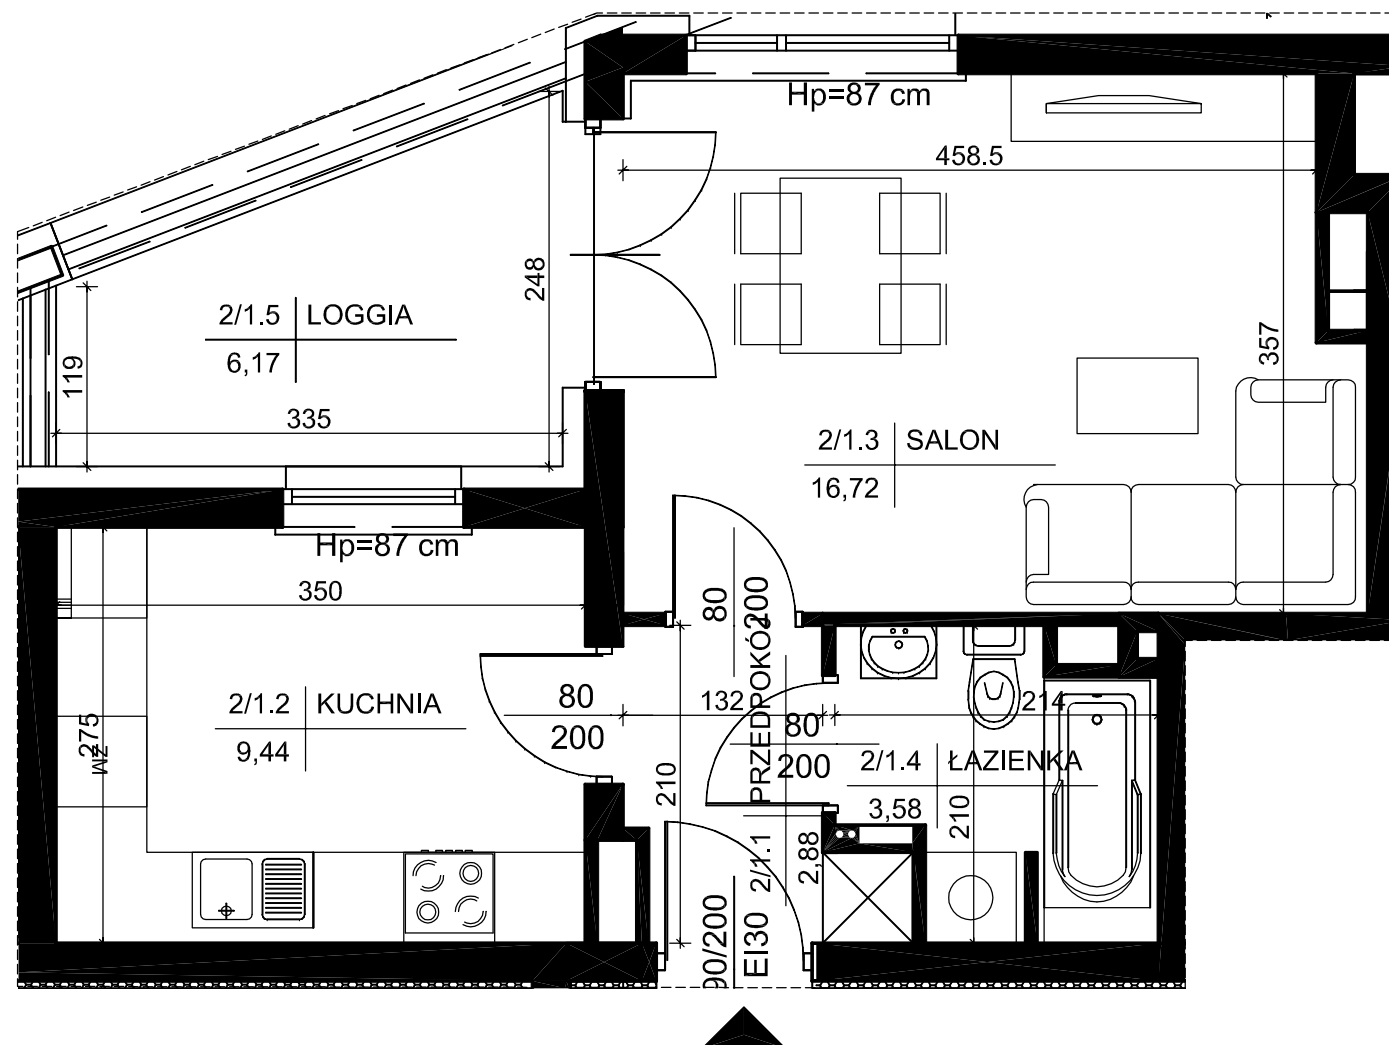 Hp=87 cm
458.5
248
2/1.5 LOGGIA
6,17
119
335
357
2/1.3 SALON
16,72
Hp=87 cm
350
80
200
PRZEDPOKÓJ
2/1.1
2,88
2/1.2 KUCHNIA
9,44
275
ZM
80
200
132
214
80
200
210
2/1.4 ŁAZIENKA
3,58
210
90/200
EI30